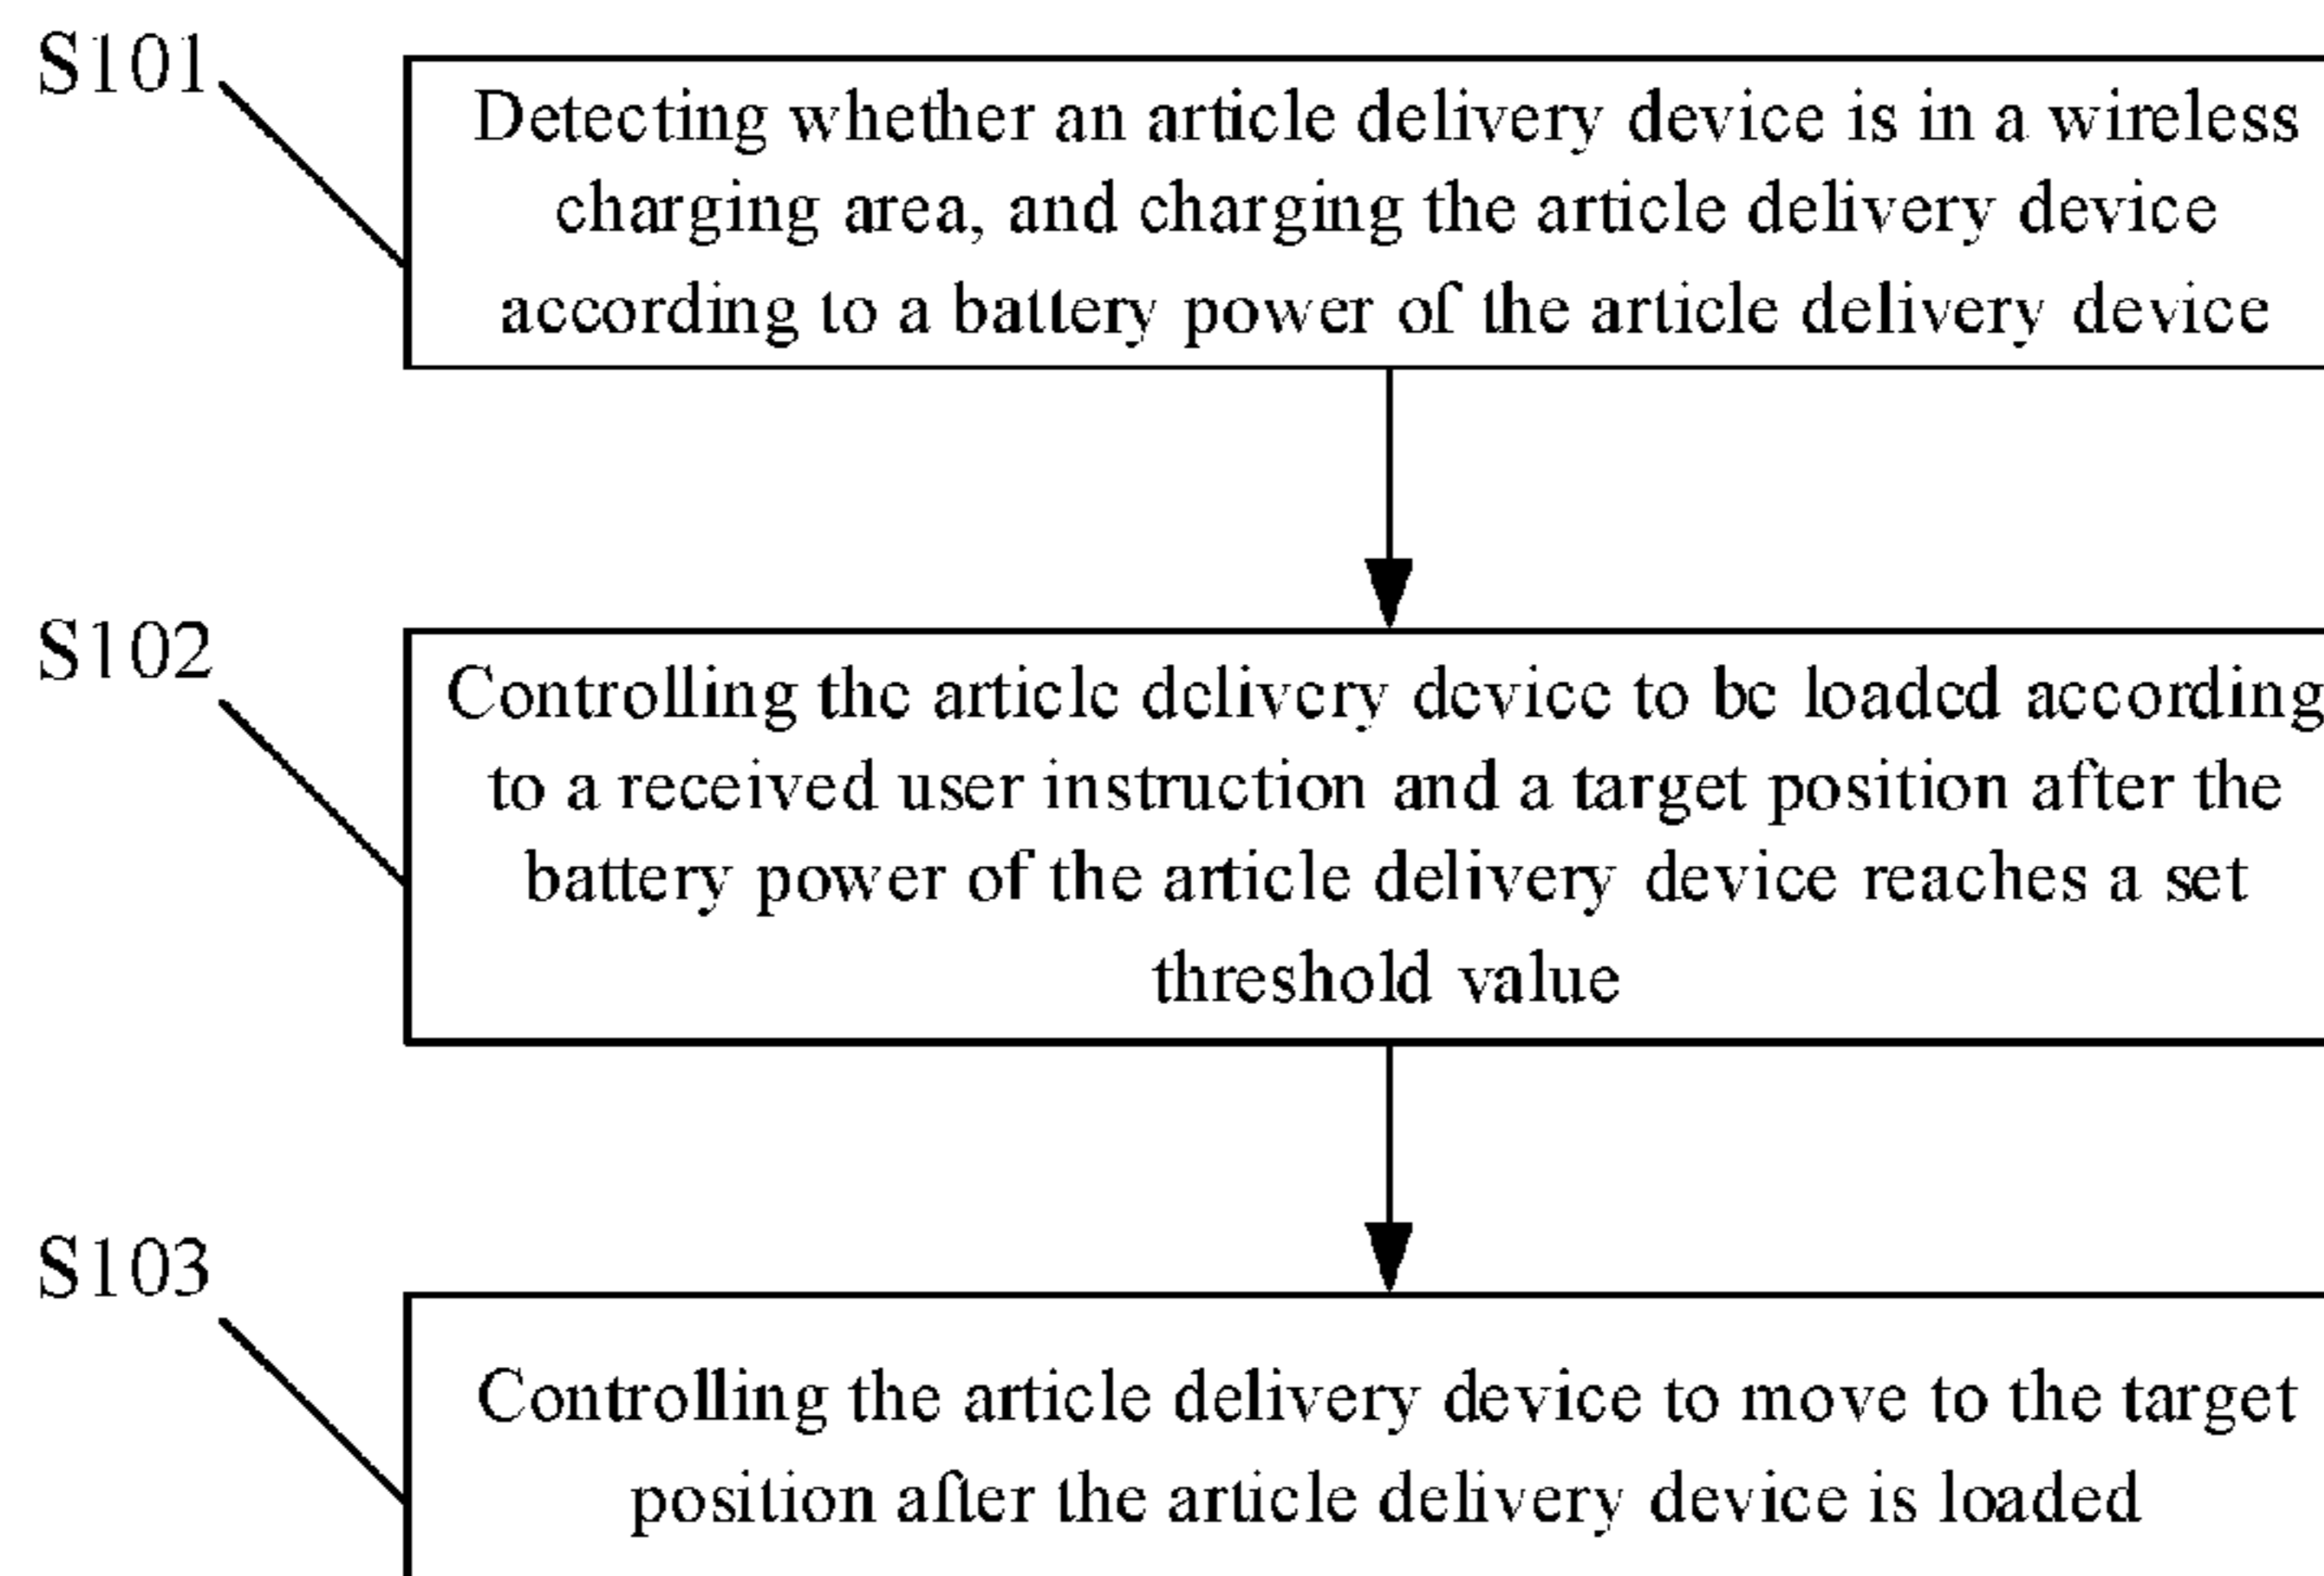 S101
Detecting whether an article delivery device is in a wireless
charging area, and charging the article delivery device
according to a battery power of the article delivery device
S102
Controlling the article delivery device to be loaded according
to a received user instruction and a target position after the
battery power of the article delivery device reaches a set
threshold value
S103
Controlling the article delivery device to move to the target
position after the article delivery device is loaded